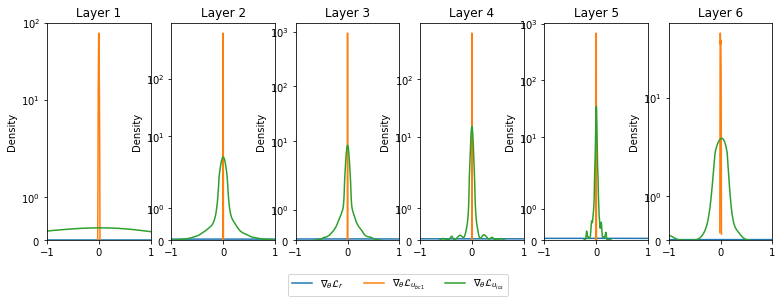 Layer 1 Layer 2 Layer 3 Layer 4 Layer 5 Layer 6
10² 10¹ 10⁰ 0 Density −1 0 1
10² 10¹ 10⁰ 0 Density −1 0 1
10³ 10² 10¹ 10⁰ 0 Density −1 0 1
10² 10¹ 10⁰ 0 Density −1 0 1
10³ 10² 10¹ 10⁰ 0 Density −1 0 1
10¹ 10⁰ 0 Density −1 0 1
∇θℒr ∇θℒu_bc1 ∇θℒu_ics